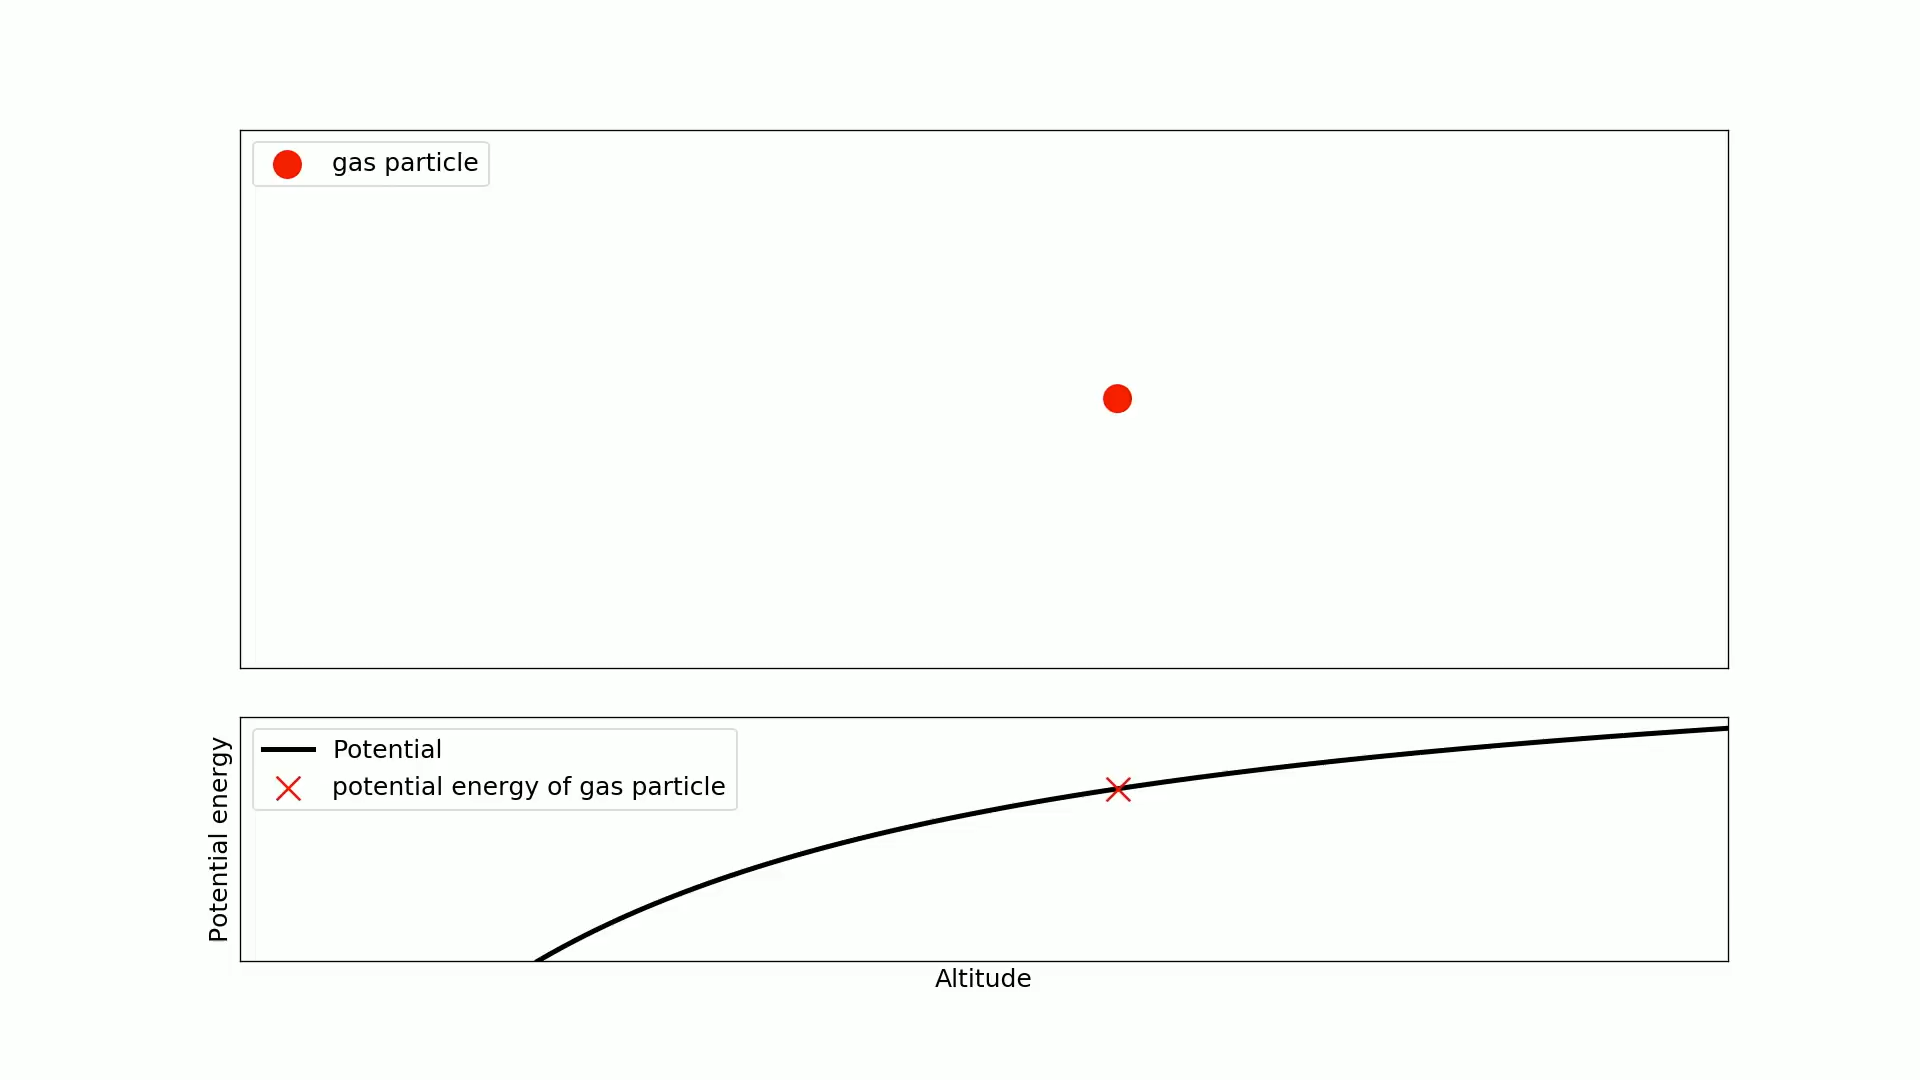 gas particle
Potential
potential energy of gas particle
Potential energy
Altitude